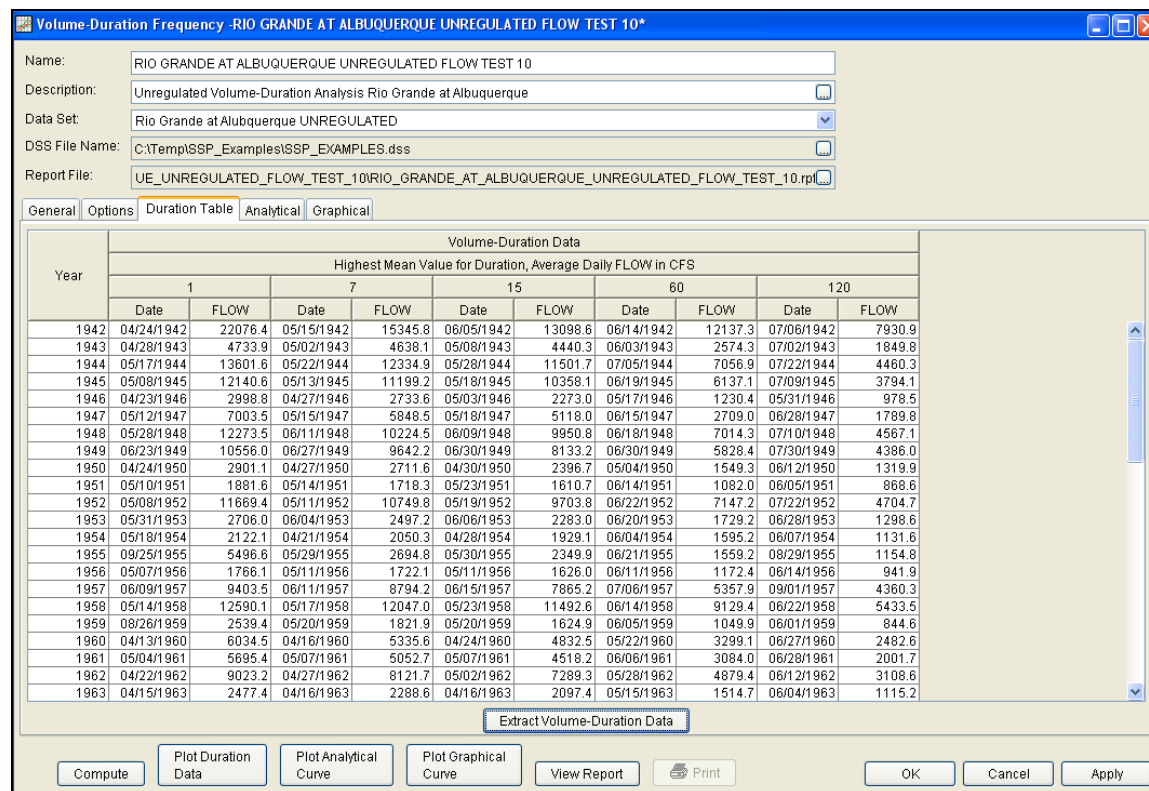 Volume-Duration Frequency -RIO GRANDE AT ALBUQUERQUE UNREGULATED FLOW TEST 10*
Name: RIO GRANDE AT ALBUQUERQUE UNREGULATED FLOW TEST 10
Description: Unregulated Volume-Duration Analysis Rio Grande at Albuquerque ...
Data Set: Rio Grande at Alubquerque UNREGULATED
DSS File Name: C:\Temp\SSP_Examples\SSP_EXAMPLES.dss ...
Report File: UE_UNREGULATED_FLOW_TEST_10\RIO_GRANDE_AT_ALBUQUERQUE_UNREGULATED_FLOW_TEST_10.rpt ...
General Options Duration Table Analytical Graphical
Volume-Duration Data
Year Highest Mean Value for Duration, Average Daily FLOW in CFS
1 7 15 60 120
Date FLOW Date FLOW Date FLOW Date FLOW Date FLOW
1942 04/24/1942 22076.4 05/15/1942 15345.8 06/05/1942 13098.6 06/14/1942 12137.3 07/06/1942 7930.9
1943 04/28/1943 4733.9 05/02/1943 4638.1 05/08/1943 4440.3 06/03/1943 2574.3 07/02/1943 1849.8
1944 05/17/1944 13601.6 05/22/1944 12334.9 05/28/1944 11501.7 07/05/1944 7056.9 07/22/1944 4460.3
1945 05/08/1945 12140.6 05/13/1945 11199.2 05/18/1945 10358.1 06/19/1945 6137.1 07/09/1945 3794.1
1946 04/23/1946 2998.8 04/27/1946 2733.6 05/03/1946 2273.0 05/17/1946 1230.4 05/31/1946 978.5
1947 05/12/1947 7003.5 05/15/1947 5848.5 05/18/1947 5118.0 06/15/1947 2709.0 06/28/1947 1789.8
1948 05/28/1948 12273.5 06/11/1948 10224.5 06/09/1948 9950.8 06/18/1948 7014.3 07/10/1948 4567.1
1949 06/23/1949 10556.0 06/27/1949 9642.2 06/30/1949 8133.2 06/30/1949 5828.4 07/30/1949 4386.0
1950 04/24/1950 2901.1 04/27/1950 2711.6 04/30/1950 2396.7 05/04/1950 1549.3 06/12/1950 1319.9
1951 05/10/1951 1881.6 05/14/1951 1718.3 05/23/1951 1610.7 06/14/1951 1082.0 06/05/1951 868.6
1952 05/08/1952 11669.4 05/11/1952 10749.8 05/19/1952 9703.8 06/22/1952 7147.2 07/22/1952 4704.7
1953 05/31/1953 2706.0 06/04/1953 2497.2 06/06/1953 2283.0 06/20/1953 1729.2 06/28/1953 1298.6
1954 05/18/1954 2122.1 04/21/1954 2050.3 04/28/1954 1929.1 06/04/1954 1595.2 06/07/1954 1131.6
1955 09/25/1955 5496.6 05/29/1955 2694.8 05/30/1955 2349.9 06/21/1955 1559.2 08/29/1955 1154.8
1956 05/07/1956 1766.1 05/11/1956 1722.1 05/11/1956 1626.0 06/11/1956 1172.4 06/14/1956 941.9
1957 06/09/1957 9403.5 06/11/1957 8794.2 06/15/1957 7865.2 07/06/1957 5357.9 09/01/1957 4360.3
1958 05/14/1958 12590.1 05/17/1958 12047.0 05/23/1958 11492.6 06/14/1958 9129.4 06/22/1958 5433.5
1959 08/26/1959 2539.4 05/20/1959 1821.9 05/20/1959 1624.9 06/05/1959 1049.9 06/01/1959 844.6
1960 04/13/1960 6034.5 04/16/1960 5335.6 04/24/1960 4832.5 05/22/1960 3299.1 06/27/1960 2482.6
1961 05/04/1961 5695.4 05/07/1961 5052.7 05/07/1961 4518.2 06/06/1961 3084.0 06/28/1961 2001.7
1962 04/22/1962 9023.2 04/27/1962 8121.7 05/02/1962 7289.3 05/28/1962 4879.4 06/12/1962 3108.6
1963 04/15/1963 2477.4 04/16/1963 2288.6 04/16/1963 2097.4 05/15/1963 1514.7 06/04/1963 1115.2
Extract Volume-Duration Data
Compute Plot Duration Data Plot Analytical Curve Plot Graphical Curve View Report Print OK Cancel Apply